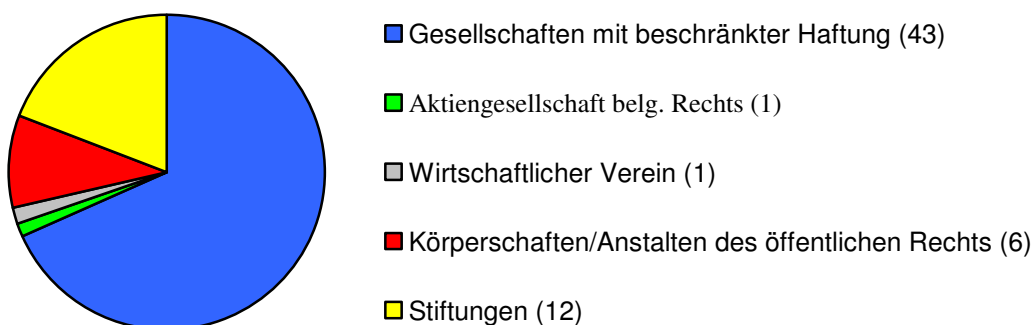 Gesellschaften mit beschränkter Haftung (43)
Aktiengesellschaft belg. Rechts (1)
Wirtschaftlicher Verein (1)
Körperschaften/Anstalten des öffentlichen Rechts (6)
Stiftungen (12)